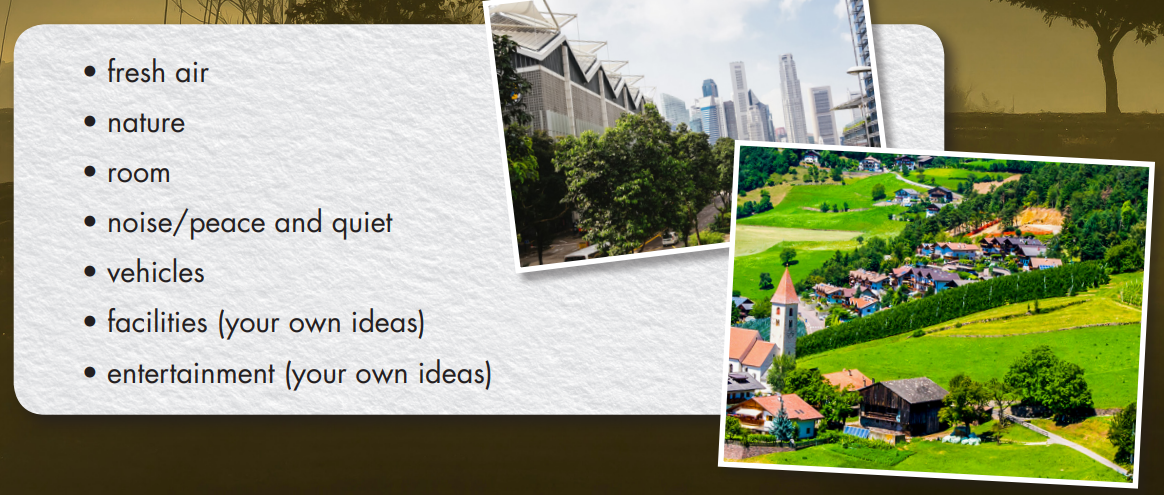 • fresh air
• nature
• room
• noise/peace and quiet
• vehicles
• facilities (your own ideas)
• entertainment (your own ideas)